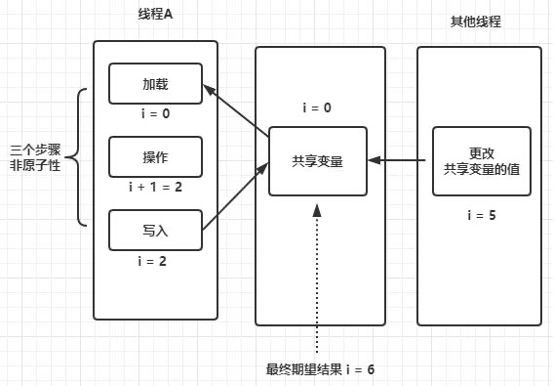 线程A
其他线程
加载
i = 0
i = 0
三个步骤
非原子性
操作
i + 1 = 2
共享变量
更改
共享变量的值
写入
i = 5
i = 2
最终期望结果 i = 6